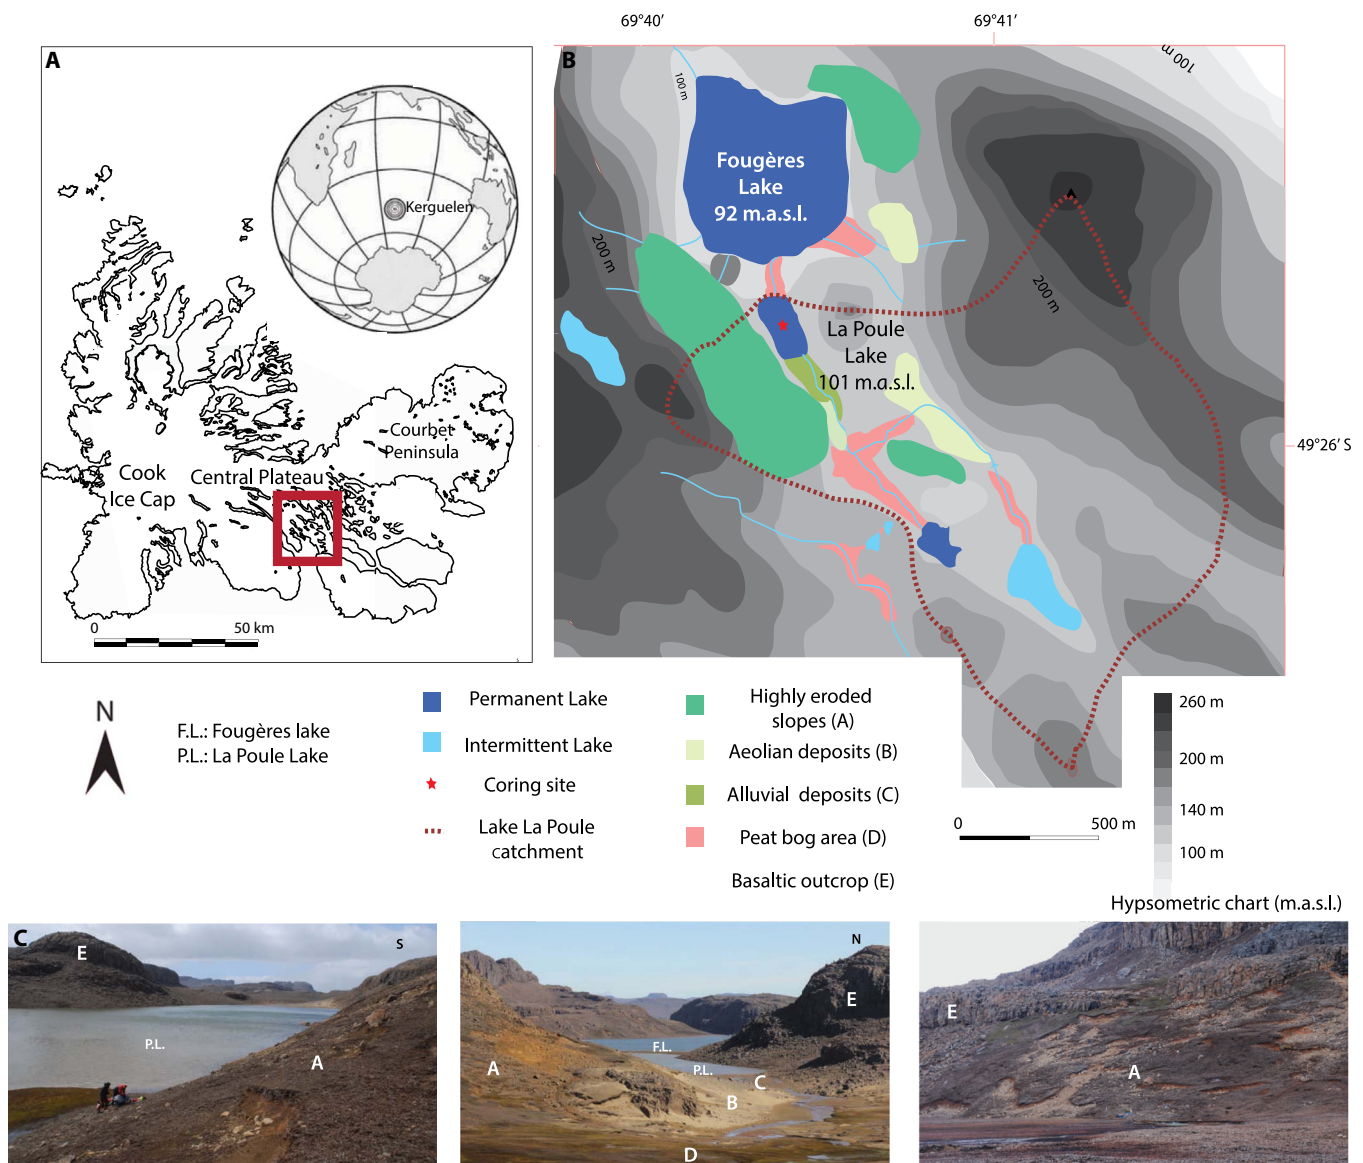 A
Kerguelen
Courbet
Peninsula
Cook
Ice Cap
Central Plateau
0
50 km
69°40′
69°41′
B
100 m
100 m
Fougères
Lake
92 m.a.s.l.
200 m
200 m
La Poule
Lake
101 m.a.s.l.
49°26′ S
N
F.L.: Fougères lake
P.L.: La Poule Lake
Permanent Lake
Intermittent Lake
Coring site
Lake La Poule
catchment
Highly eroded
slopes (A)
Aeolian deposits (B)
Alluvial deposits (C)
Peat bog area (D)
Basaltic outcrop (E)
0
500 m
260 m
200 m
140 m
100 m
Hypsometric chart (m.a.s.l.)
C
E
S
P.L.
A
N
E
F.L.
A
P.L.
C
B
D
E
A